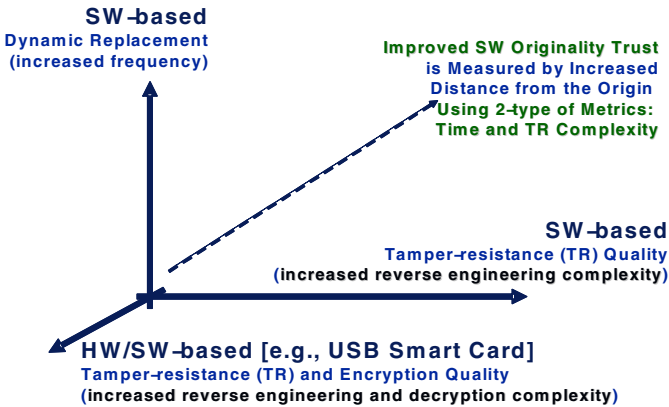 SW-based
Dynamic Replacement
(increased frequency)
Improved SW Originality Trust
is Measured by Increased
Distance from the Origin
Using 2-type of Metrics:
Time and TR Complexity
SW-based
Tamper-resistance (TR) Quality
(increased reverse engineering complexity)
HW/SW-based [e.g., USB Smart Card]
Tamper-resistance (TR) and Encryption Quality
(increased reverse engineering and decryption complexity)